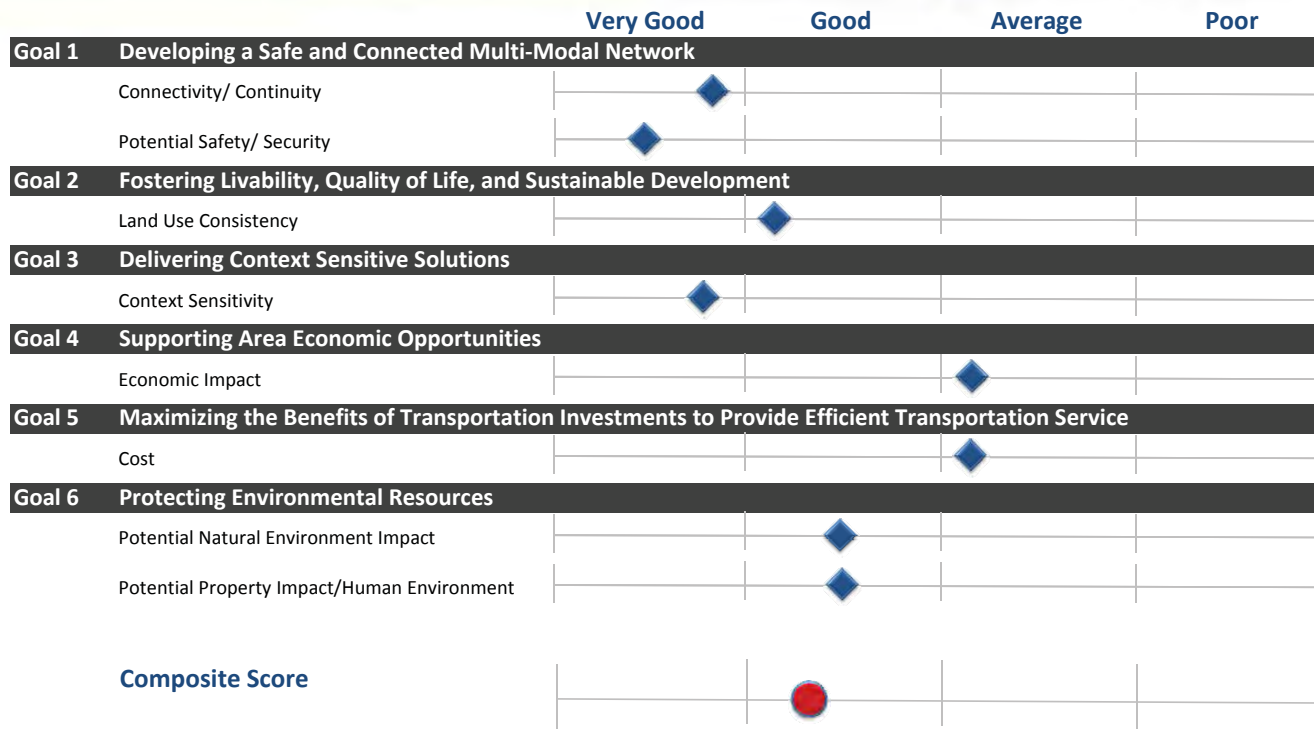 Very Good Good Average Poor
Goal 1 Developing a Safe and Connected Multi-Modal Network
Connectivity/ Continuity
Potential Safety/ Security
Goal 2 Fostering Livability, Quality of Life, and Sustainable Development
Land Use Consistency
Goal 3 Delivering Context Sensitive Solutions
Context Sensitivity
Goal 4 Supporting Area Economic Opportunities
Economic Impact
Goal 5 Maximizing the Benefits of Transportation Investments to Provide Efficient Transportation Service
Cost
Goal 6 Protecting Environmental Resources
Potential Natural Environment Impact
Potential Property Impact/Human Environment
Composite Score